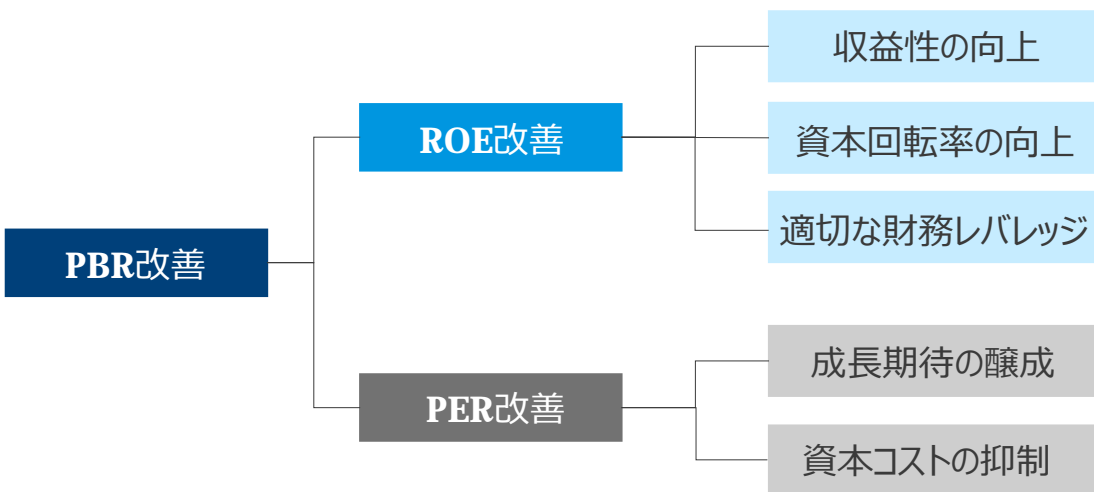 収益性の向上
ROE改善
資本回転率の向上
適切な財務レバレッジ
PBR改善
成長期待の醸成
PER改善
資本コストの抑制